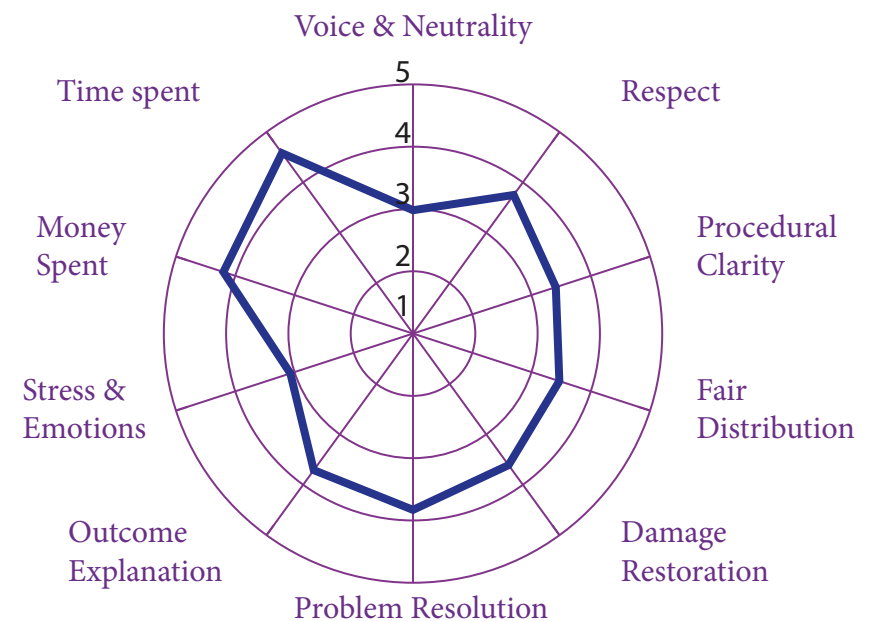 Voice & Neutrality
5
Time spent
Respect
4
3
Money
Spent
Procedural
Clarity
2
1
Stress &
Emotions
Fair
Distribution
Outcome
Explanation
Damage
Restoration
Problem Resolution